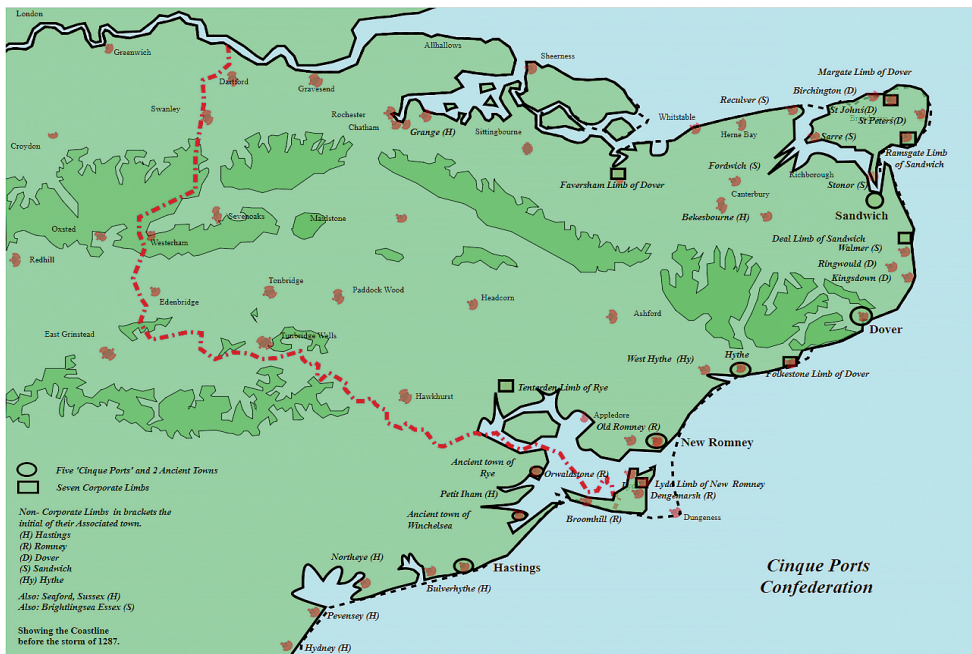 London
Greenwich
Dartford
Gravesend
Allhallows
Sheerness
Swanley
Rochester
Chatham
Grange (H)
Sittingbourne
Whitstable
Reculver (S)
Herne Bay
Margate Limb of Dover
Birchington (D)
St Johns(D)
St Peters(D)
Sarre (S)
Ramsgate Limb
of Sandwich
Croydon
Faversham Limb of Dover
Fordwich (S)
Canterbury
Richborough
Stonor (S)
Bekesbourne (H)
Sandwich
Oxsted
Sevenoaks
Maidstone
Westerham
Redhill
Deal Limb of Sandwich
Walmer (S)
Ringwould (D)
Kingsdown (D)
Edenbridge
Tonbridge
Paddock Wood
Headcorn
Ashford
Dover
East Grinstead
Tunbridge Wells
West Hythe (Hy)
Hythe
Folkestone Limb of Dover
Hawkhurst
Tenterden Limb of Rye
Appledore
Old Romney (R)
New Romney
Ancient town of
Rye
Orwaldstone (R)
Lydd Limb of New Romney
Dengemarsh (R)
Petit Iham (H)
Ancient town of
Winchelsea
Broomhill (R)
Dungeness
Five 'Cinque Ports' and 2 Ancient Towns
Seven Corporate Limbs
Non- Corporate Limbs in brackets the
initial of their Associated town.
(H) Hastings
(R) Romney
(D) Dover
(S) Sandwich
(Hy) Hythe
Also: Seaford, Sussex (H)
Also: Brightlingsea Essex (S)
Showing the Coastline
before the storm of 1287.
Northeye (H)
Hastings
Bulverhythe (H)
Pevensey (H)
Hydney (H)
Cinque Ports
Confederation